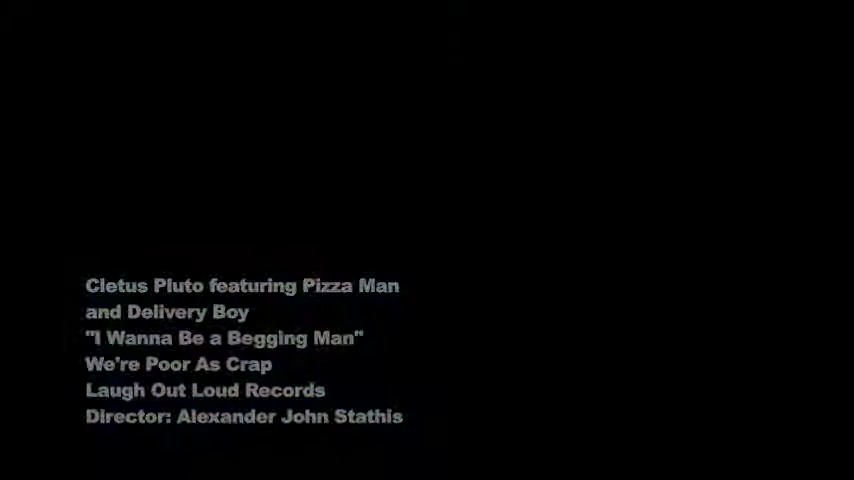 Cletus Pluto featuring Pizza Man
and Delivery Boy
"I Wanna Be a Begging Man"
We're Poor As Crap
Laugh Out Loud Records
Director: Alexander John Stathis